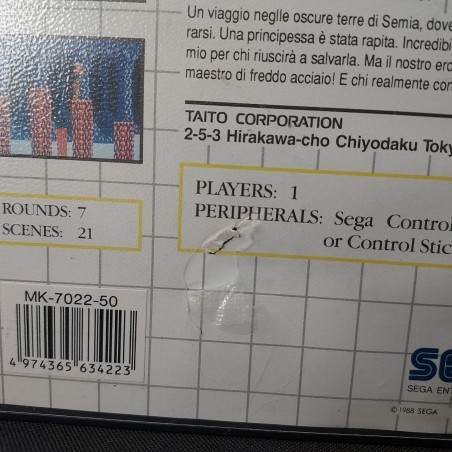 Un viaggio neglle oscure terre di Semia, dove
rarsi. Una principessa è stata rapita. Incredibi
mio per chi riuscirà a salvarla. Ma il nostro ero
maestro di freddo acciaio! E chi realmente con
TAITO CORPORATION
2-5-3 Hirakawa-cho Chiyodaku Toky
PLAYERS: 1
PERIPHERALS: Sega Control
or Control Stic
ROUNDS: 7
SCENES: 21
MK-7022-50
4 974365 634223
SE
SEGA ENT
© 1988 SEGA